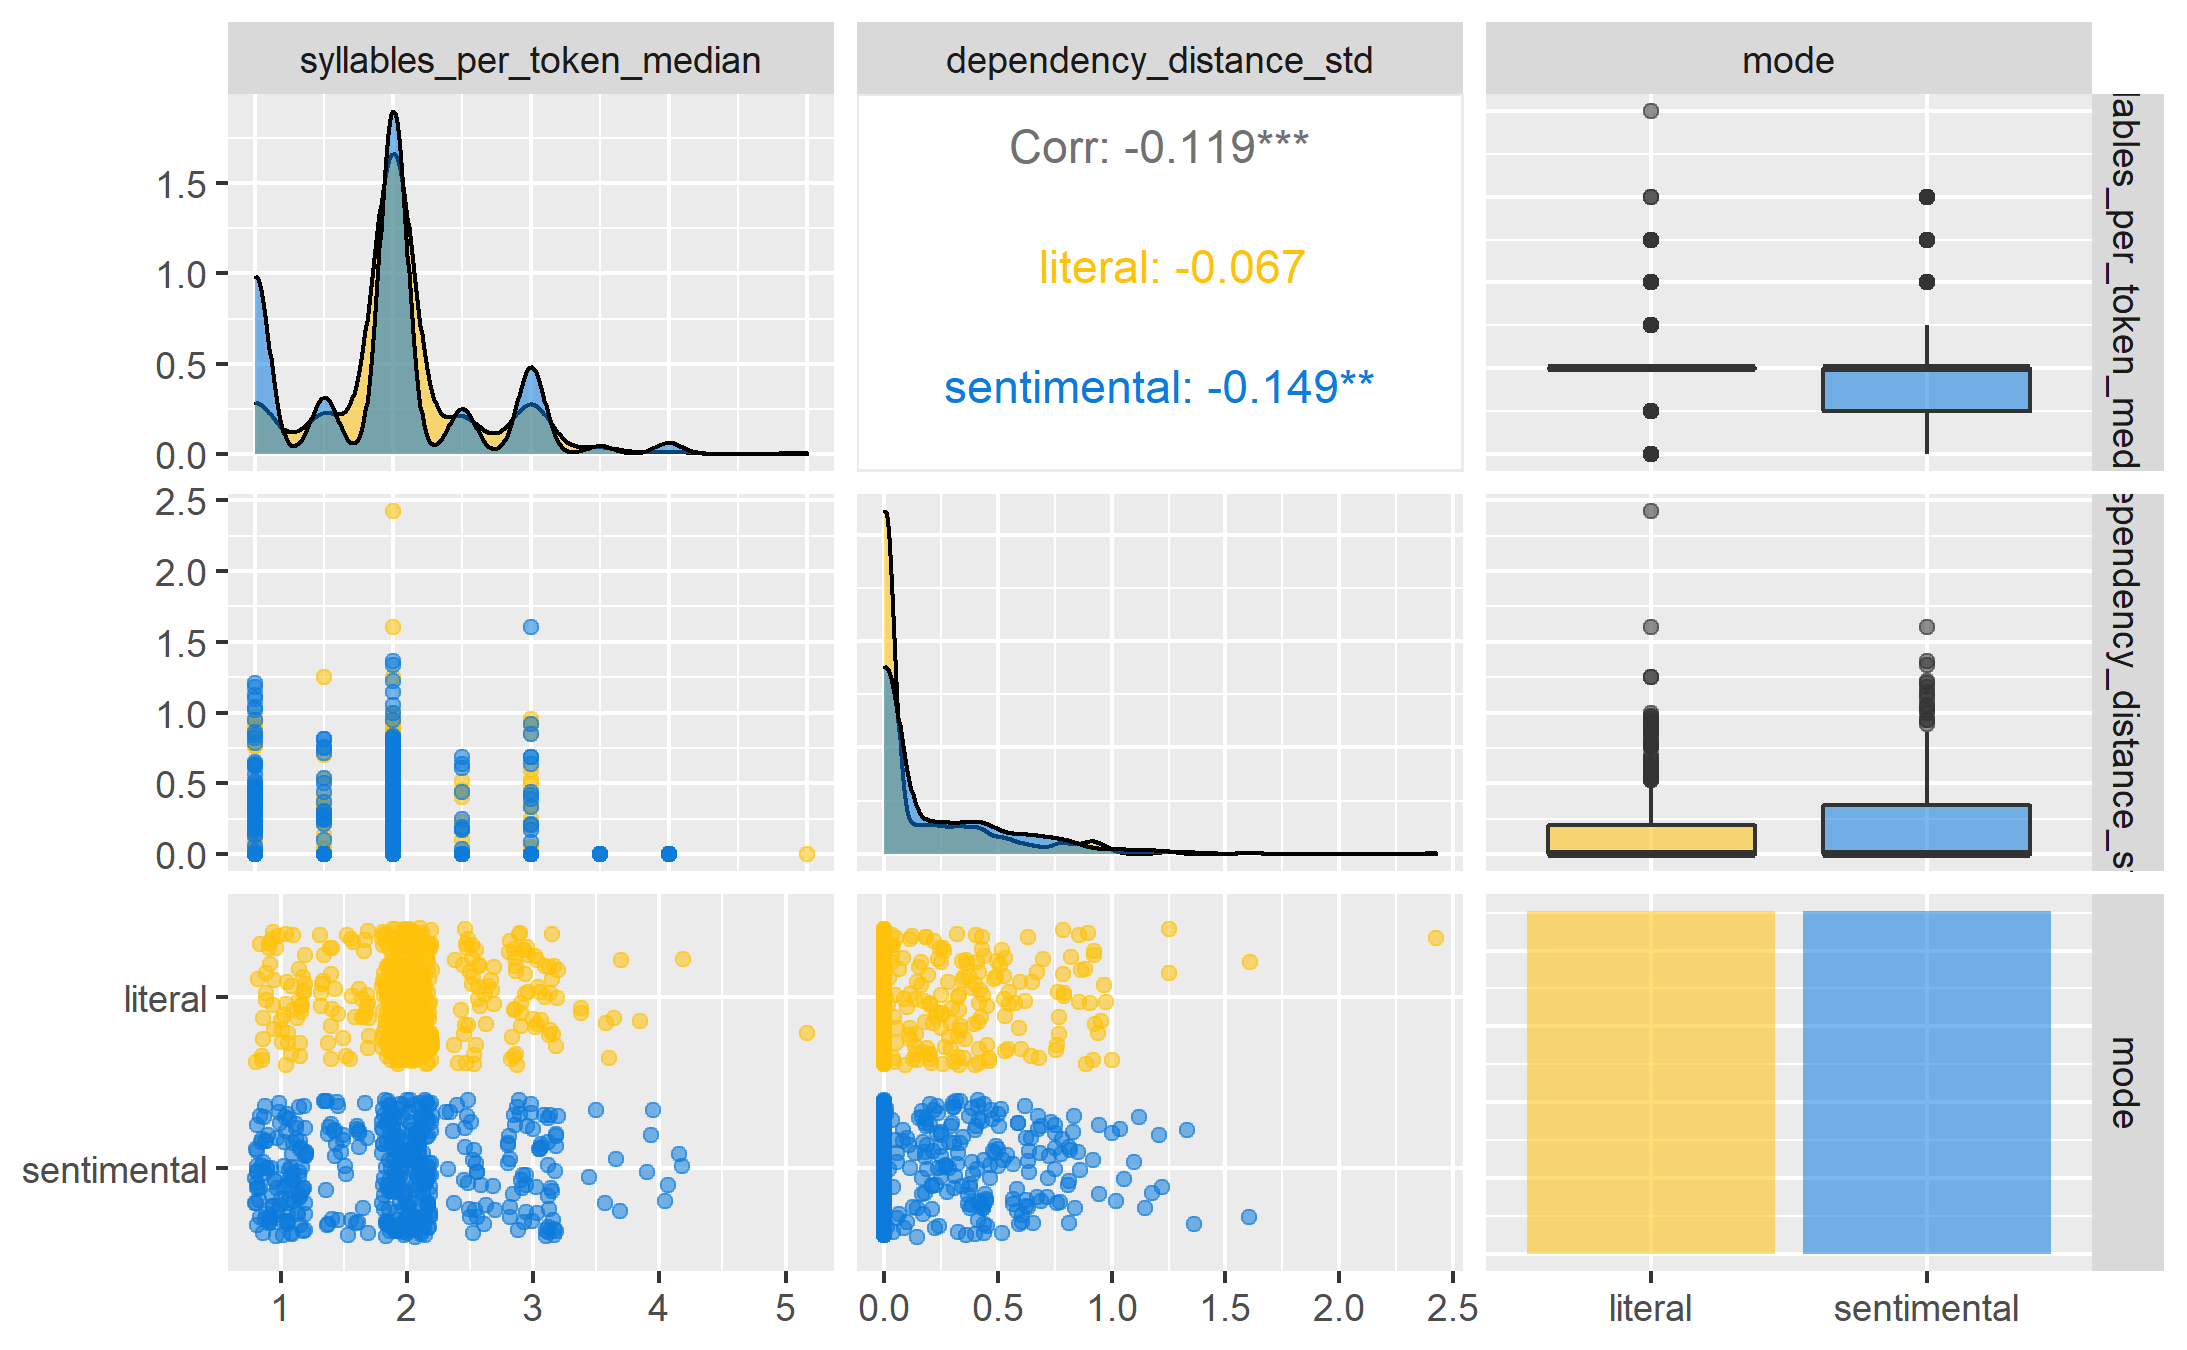 syllables_per_token_median dependency_distance_std mode
1.5
1.0
0.5
0.0
Corr: -0.119***
literal: -0.067
sentimental: -0.149**
lables_per_token_med
2.5
2.0
1.5
1.0
0.5
0.0
ependency_distance_s
literal
sentimental
mode
1 2 3 4 5 0.0 0.5 1.0 1.5 2.0 2.5 literal sentimental